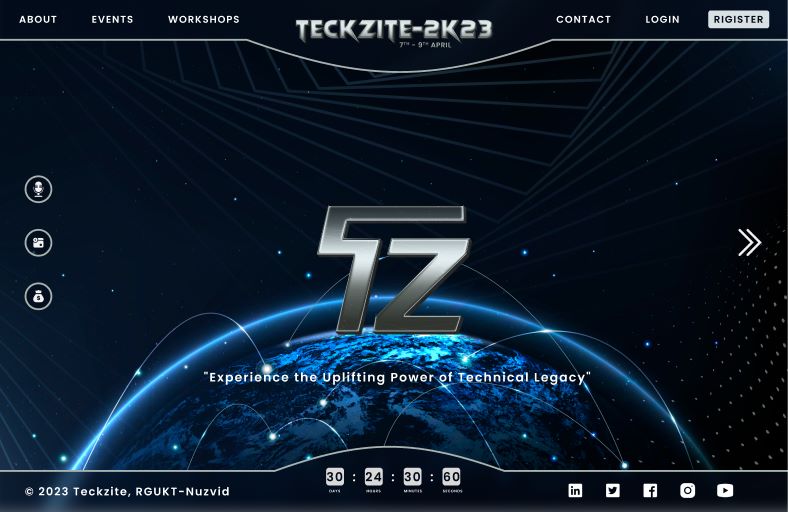 ABOUT EVENTS WORKSHOPS
TECKZITE-2K23
7TH - 9TH APRIL
CONTACT LOGIN RIGISTER
TZ
"Experience the Uplifting Power of Technical Legacy"
30 : 24 : 30 : 60
DAYS HOURS MINUTES SECONDS
© 2023 Teckzite, RGUKT-Nuzvid